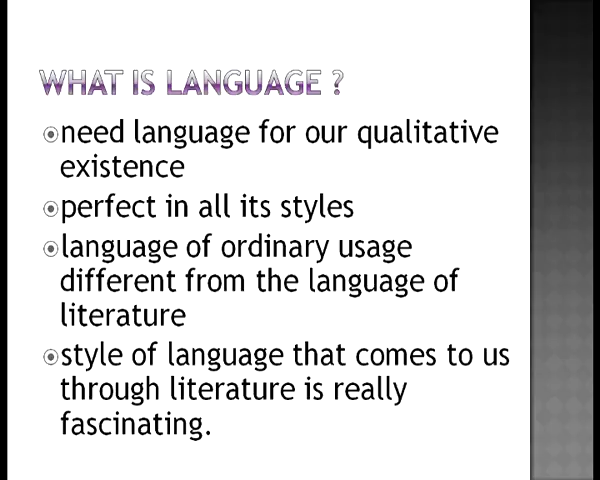 WHAT IS LANGUAGE ?
need language for our qualitative
existence
perfect in all its styles
language of ordinary usage
different from the language of
literature
style of language that comes to us
through literature is really
fascinating.